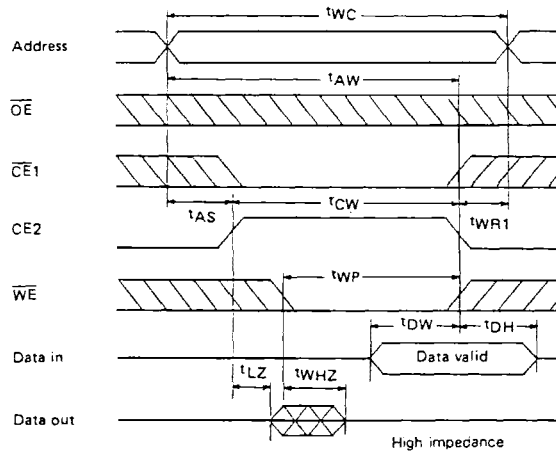 tWC
Address
tAW
OE
CE1
tAS
tCW
tWR1
CE2
tWP
WE
tDW
tDH
Data in
Data valid
tLZ
tWHZ
Data out
High impedance